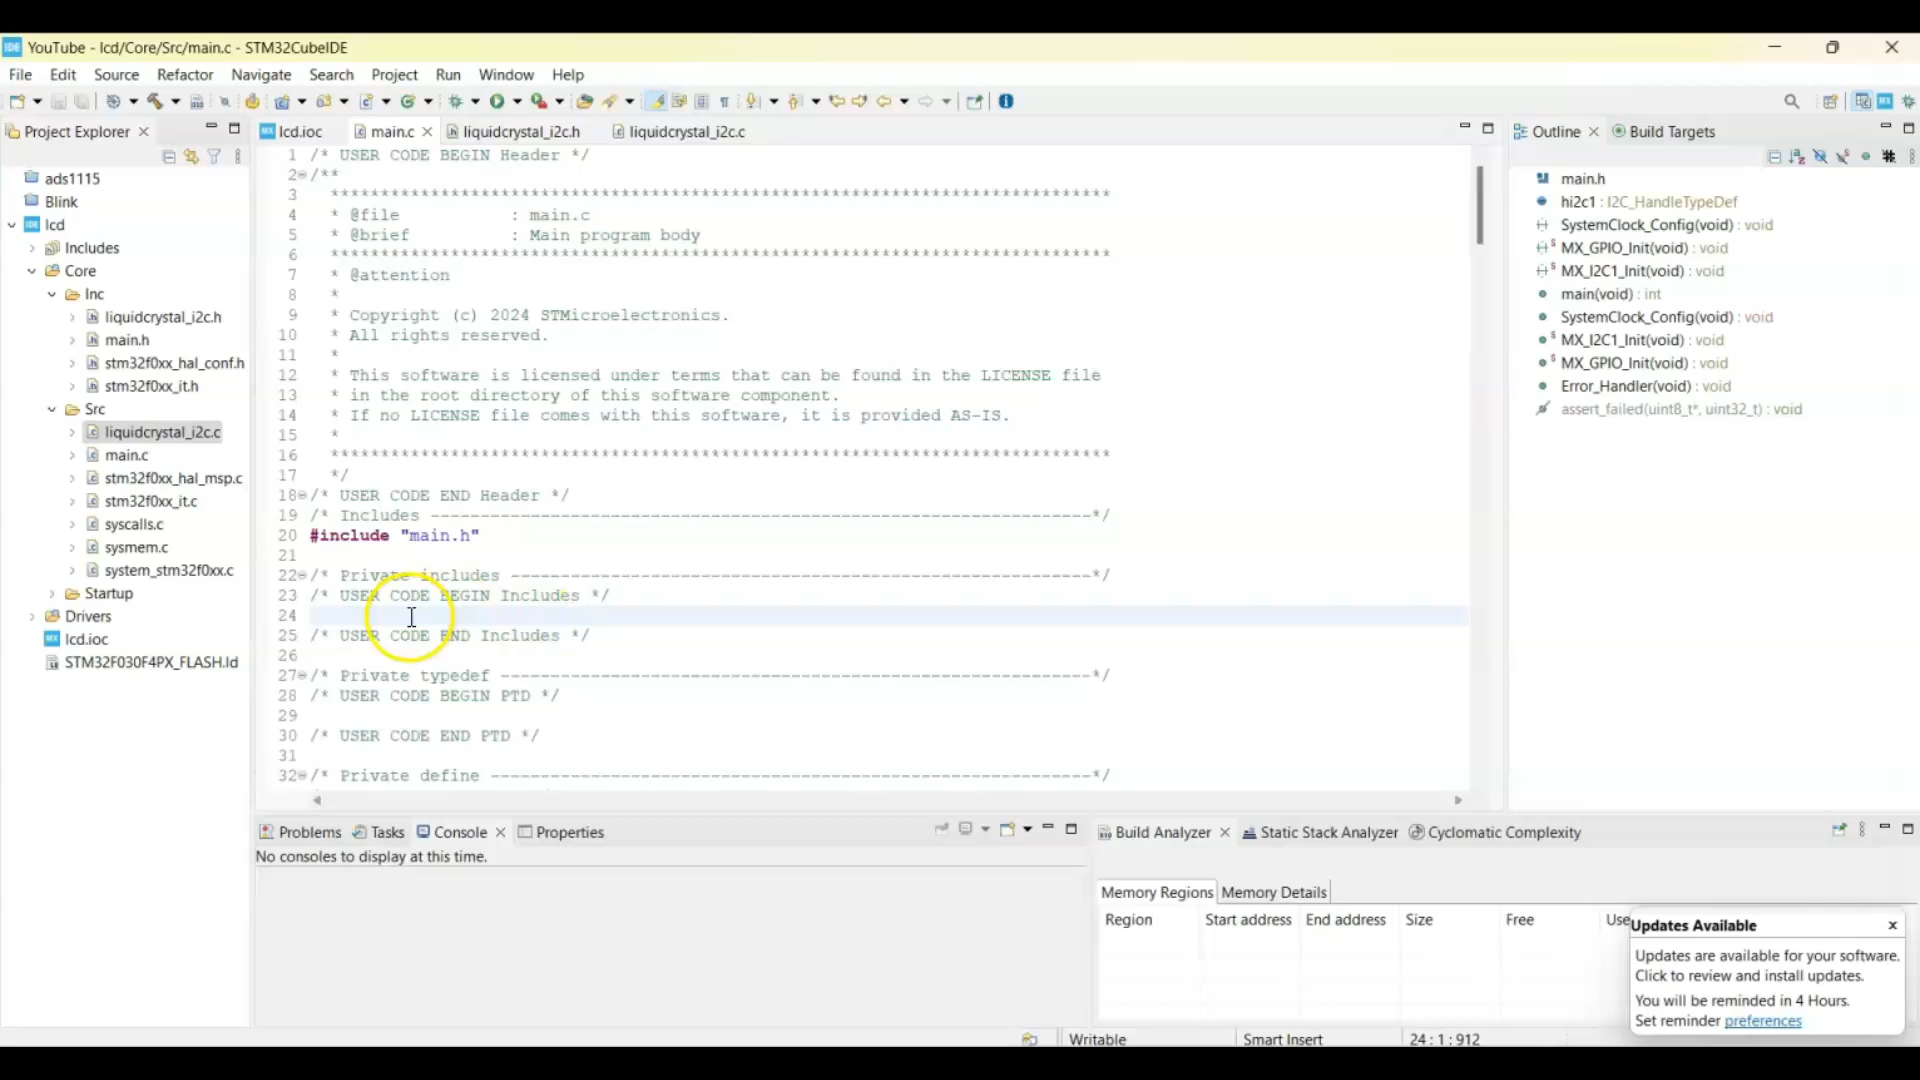 YouTube - lcd/Core/Src/main.c - STM32CubeIDE
File Edit Source Refactor Navigate Search Project Run Window Help
Project Explorer
lcd.ioc main.c liquidcrystal_i2c.h liquidcrystal_i2c.c
Outline Build Targets
ads1115
Blink
lcd
Includes
Core
Inc
liquidcrystal_i2c.h
main.h
stm32f0xx_hal_conf.h
stm32f0xx_it.h
Src
liquidcrystal_i2c.c
main.c
stm32f0xx_hal_msp.c
stm32f0xx_it.c
syscalls.c
sysmem.c
system_stm32f0xx.c
Startup
Drivers
lcd.ioc
STM32F030F4PX_FLASH.ld
1 /* USER CODE BEGIN Header */
2 /**
3 ******************************************************************************
4 * @file : main.c
5 * @brief : Main program body
6 ******************************************************************************
7 * @attention
8 *
9 * Copyright (c) 2024 STMicroelectronics.
10 * All rights reserved.
11 *
12 * This software is licensed under terms that can be found in the LICENSE file
13 * in the root directory of this software component.
14 * If no LICENSE file comes with this software, it is provided AS-IS.
15 *
16 ******************************************************************************
17 */
18 /* USER CODE END Header */
19 /* Includes ------------------------------------------------------------------*/
20 #include "main.h"
21
22 /* Private includes ----------------------------------------------------------*/
23 /* USER CODE BEGIN Includes */
24
25 /* USER CODE END Includes */
26
27 /* Private typedef -----------------------------------------------------------*/
28 /* USER CODE BEGIN PTD */
29
30 /* USER CODE END PTD */
31
32 /* Private define ------------------------------------------------------------*/
main.h
hi2c1 : I2C_HandleTypeDef
SystemClock_Config(void) : void
MX_GPIO_Init(void) : void
MX_I2C1_Init(void) : void
main(void) : int
SystemClock_Config(void) : void
MX_I2C1_Init(void) : void
MX_GPIO_Init(void) : void
Error_Handler(void) : void
assert_failed(uint8_t*, uint32_t) : void
Problems Tasks Console Properties
No consoles to display at this time.
Build Analyzer Static Stack Analyzer Cyclomatic Complexity
Memory Regions Memory Details
Region Start address End address Size Free Use
Updates Available
Updates are available for your software.
Click to review and install updates.
You will be reminded in 4 Hours.
Set reminder preferences
Writable Smart Insert 24 : 1 : 912